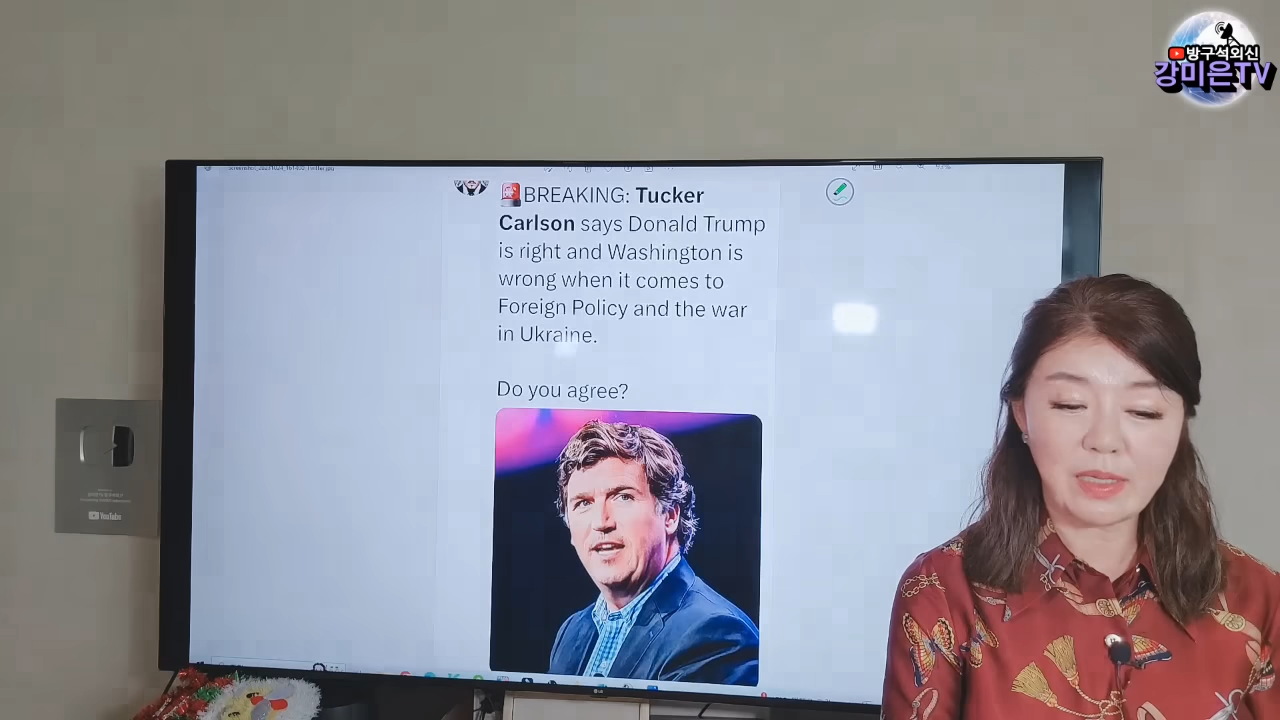 방구석외신
강미은TV
🚨BREAKING: Tucker
Carlson says Donald Trump
is right and Washington is
wrong when it comes to
Foreign Policy and the war
in Ukraine.
Do you agree?
YouTube
LG